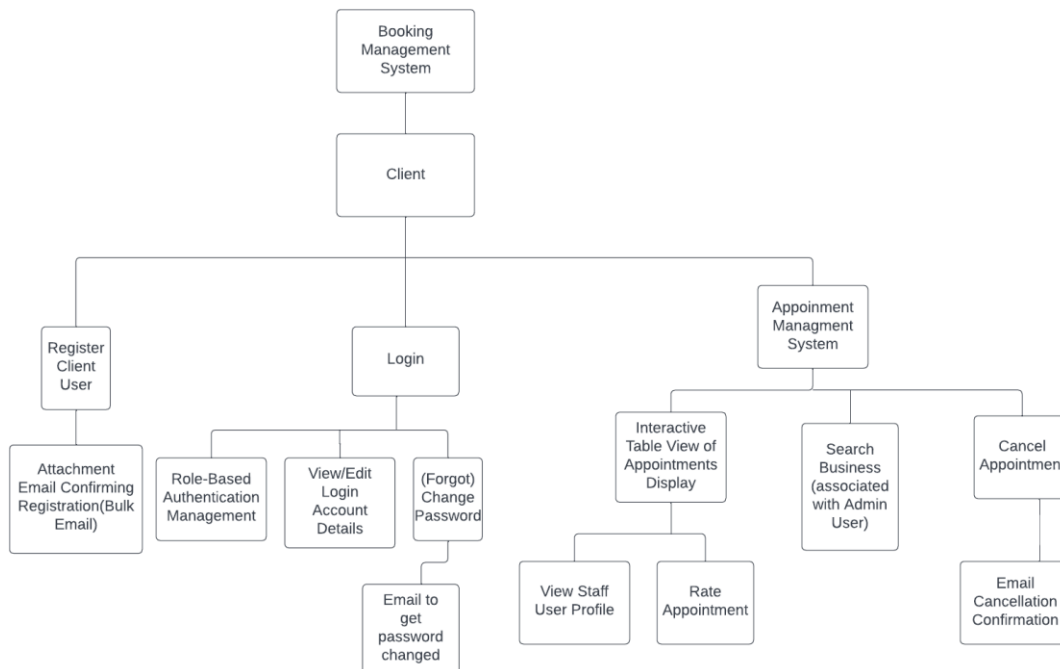 Booking
Management
System
Client
Register
Client
User
Login
Appoinment
Managment
System
Attachment
Email Confirming
Registration(Bulk
Email)
Role-Based
Authentication
Management
View/Edit
Login
Account
Details
(Forgot)
Change
Password
Interactive
Table View of
Appointments
Display
Search
Business
(associated
with Admin
User)
Cancel
Appointment
Email to
get
password
changed
View Staff
User Profile
Rate
Appointment
Email
Cancellation
Confirmation